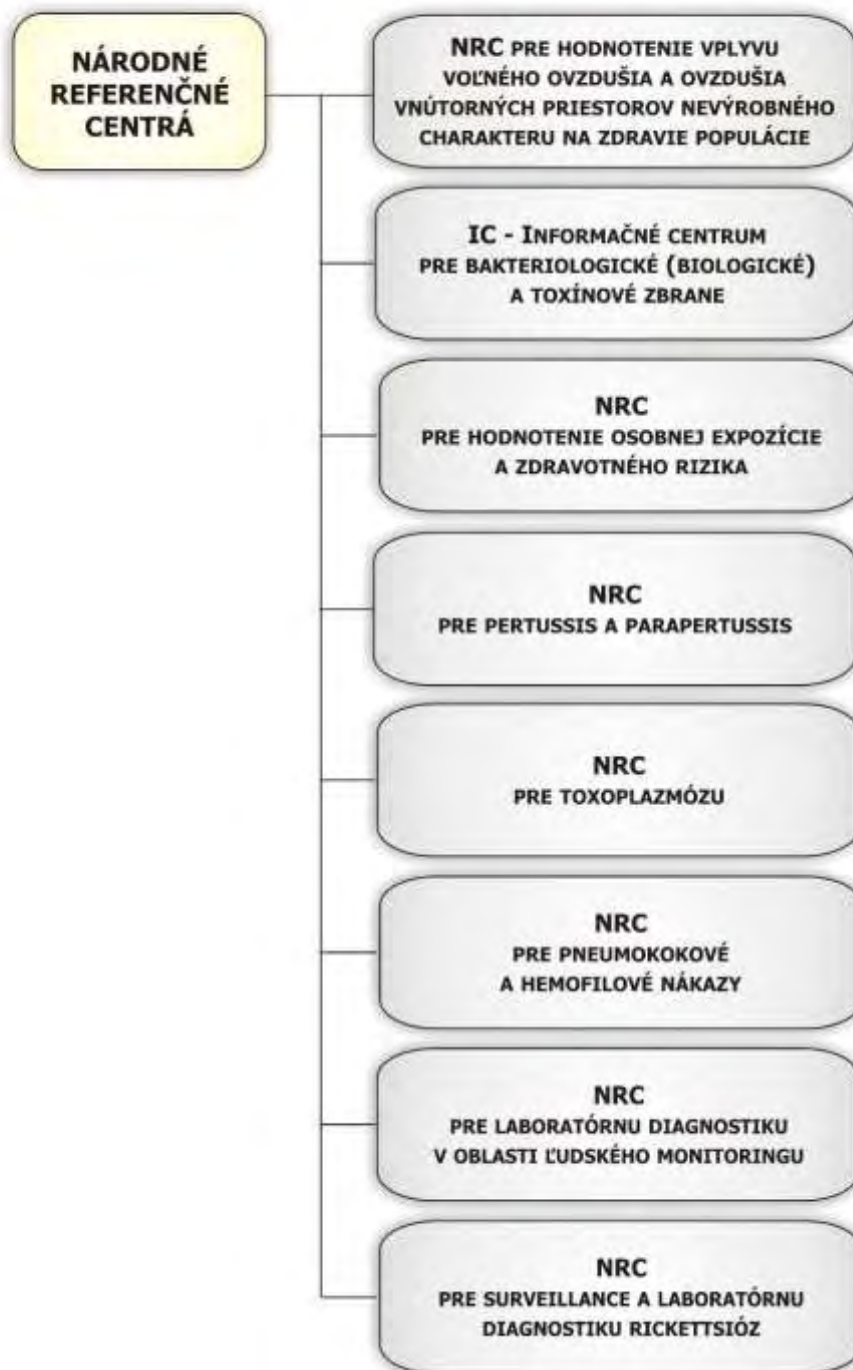 NÁRODNÉ
REFERENČNÉ
CENTRÁ
NRC PRE HODNOTENIE VPLYVU
VOĽNÉHO OVZDUŠIA A OVZDUŠIA
VNÚTORNÝCH PRIESTOROV NEVÝROBNÉHO
CHARAKTERU NA ZDRAVIE POPULÁCIE
IC - INFORMAČNÉ CENTRUM
PRE BAKTERIOLOGICKÉ (BIOLOGICKÉ)
A TOXÍNOVÉ ZBRANE
NRC
PRE HODNOTENIE OSOBNEJ EXPOZÍCIE
A ZDRAVOTNÉHO RIZIKA
NRC
PRE PERTUSSIS A PARAPERTUSSIS
NRC
PRE TOXOPLAZMÓZU
NRC
PRE PNEUMOKOKOVÉ
A HEMOFILOVÉ NÁKAZY
NRC
PRE LABORATÓRNU DIAGNOSTIKU
V OBLASTI ĽUDSKÉHO MONITORINGU
NRC
PRE SURVEILLANCE A LABORATÓRNU
DIAGNOSTIKU RICKETTSIÓZ